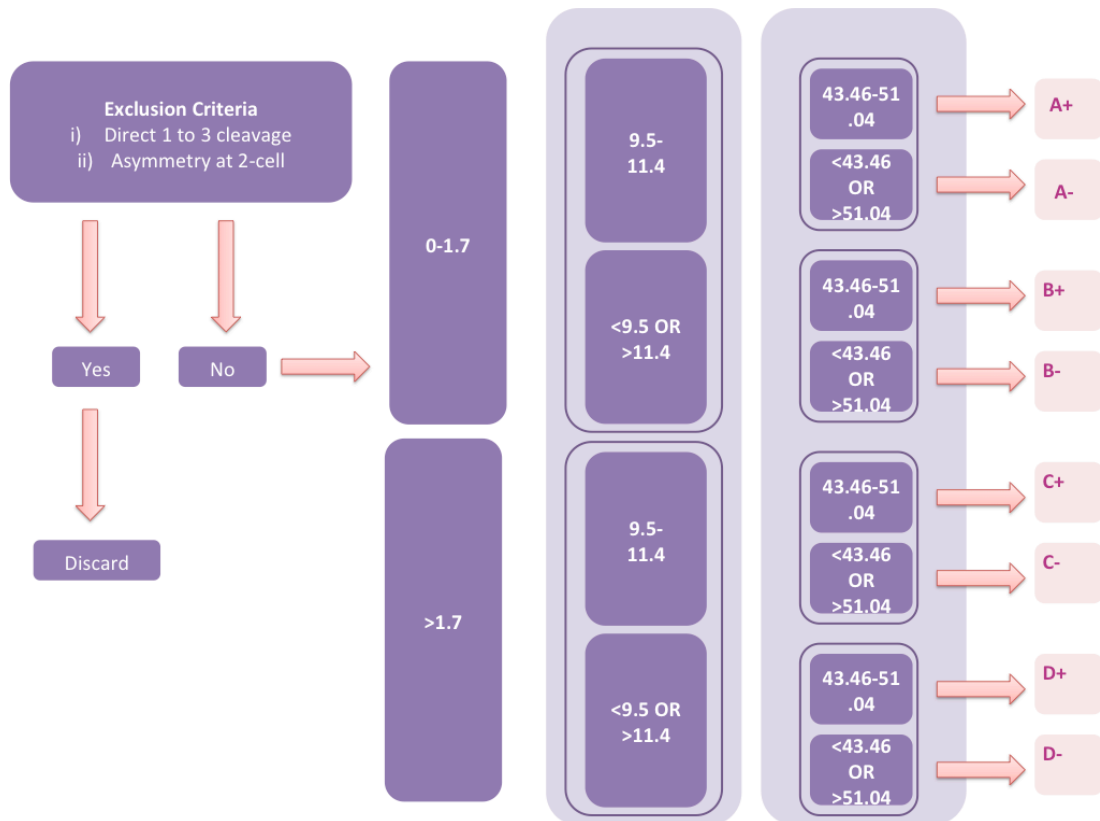 Exclusion Criteria
i) Direct 1 to 3 cleavage
ii) Asymmetry at 2-cell
Yes
No
Discard
0-1.7
>1.7
9.5-
11.4
<9.5 OR
>11.4
9.5-
11.4
<9.5 OR
>11.4
43.46-51
.04
<43.46
OR
>51.04
43.46-51
.04
<43.46
OR
>51.04
43.46-51
.04
<43.46
OR
>51.04
43.46-51
.04
<43.46
OR
>51.04
A+
A-
B+
B-
C+
C-
D+
D-